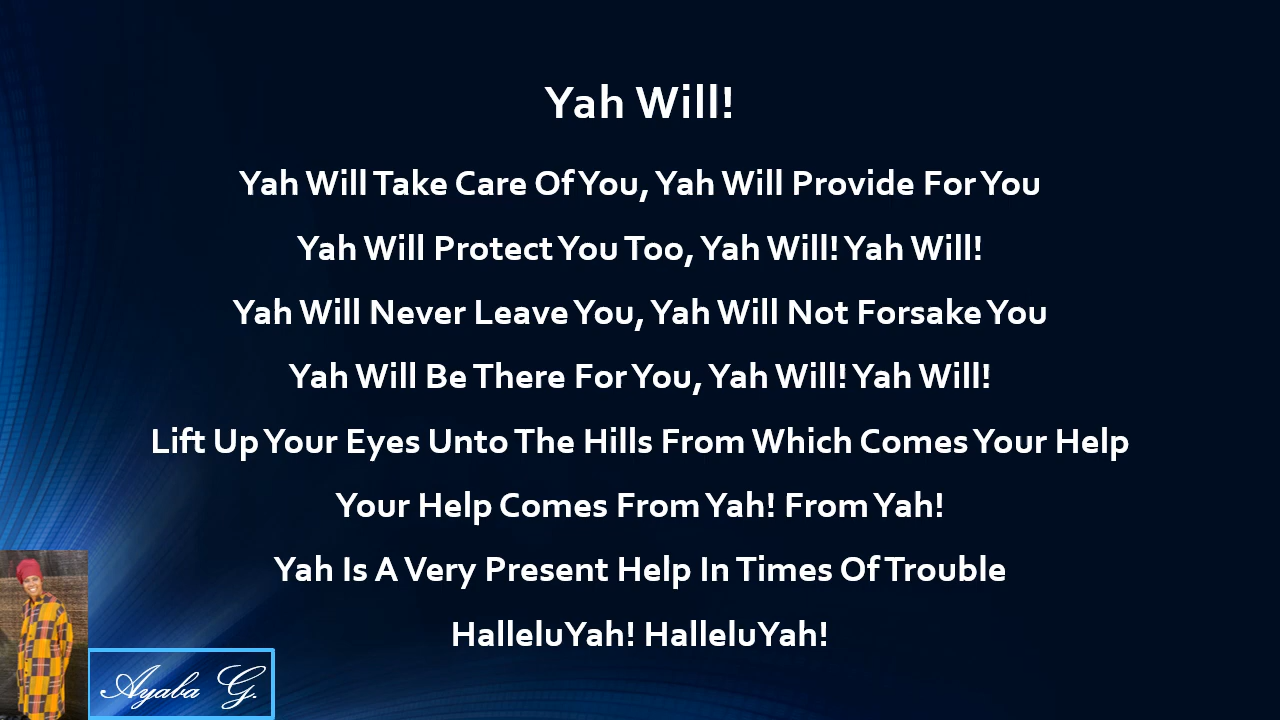 Yah Will!
Yah Will Take Care Of You, Yah Will Provide For You
Yah Will Protect You Too, Yah Will! Yah Will!
Yah Will Never Leave You, Yah Will Not Forsake You
Yah Will Be There For You, Yah Will! Yah Will!
Lift Up Your Eyes Unto The Hills From Which Comes Your Help
Your Help Comes From Yah! From Yah!
Yah Is A Very Present Help In Times Of Trouble
HalleluYah! HalleluYah!
Ayaba G.